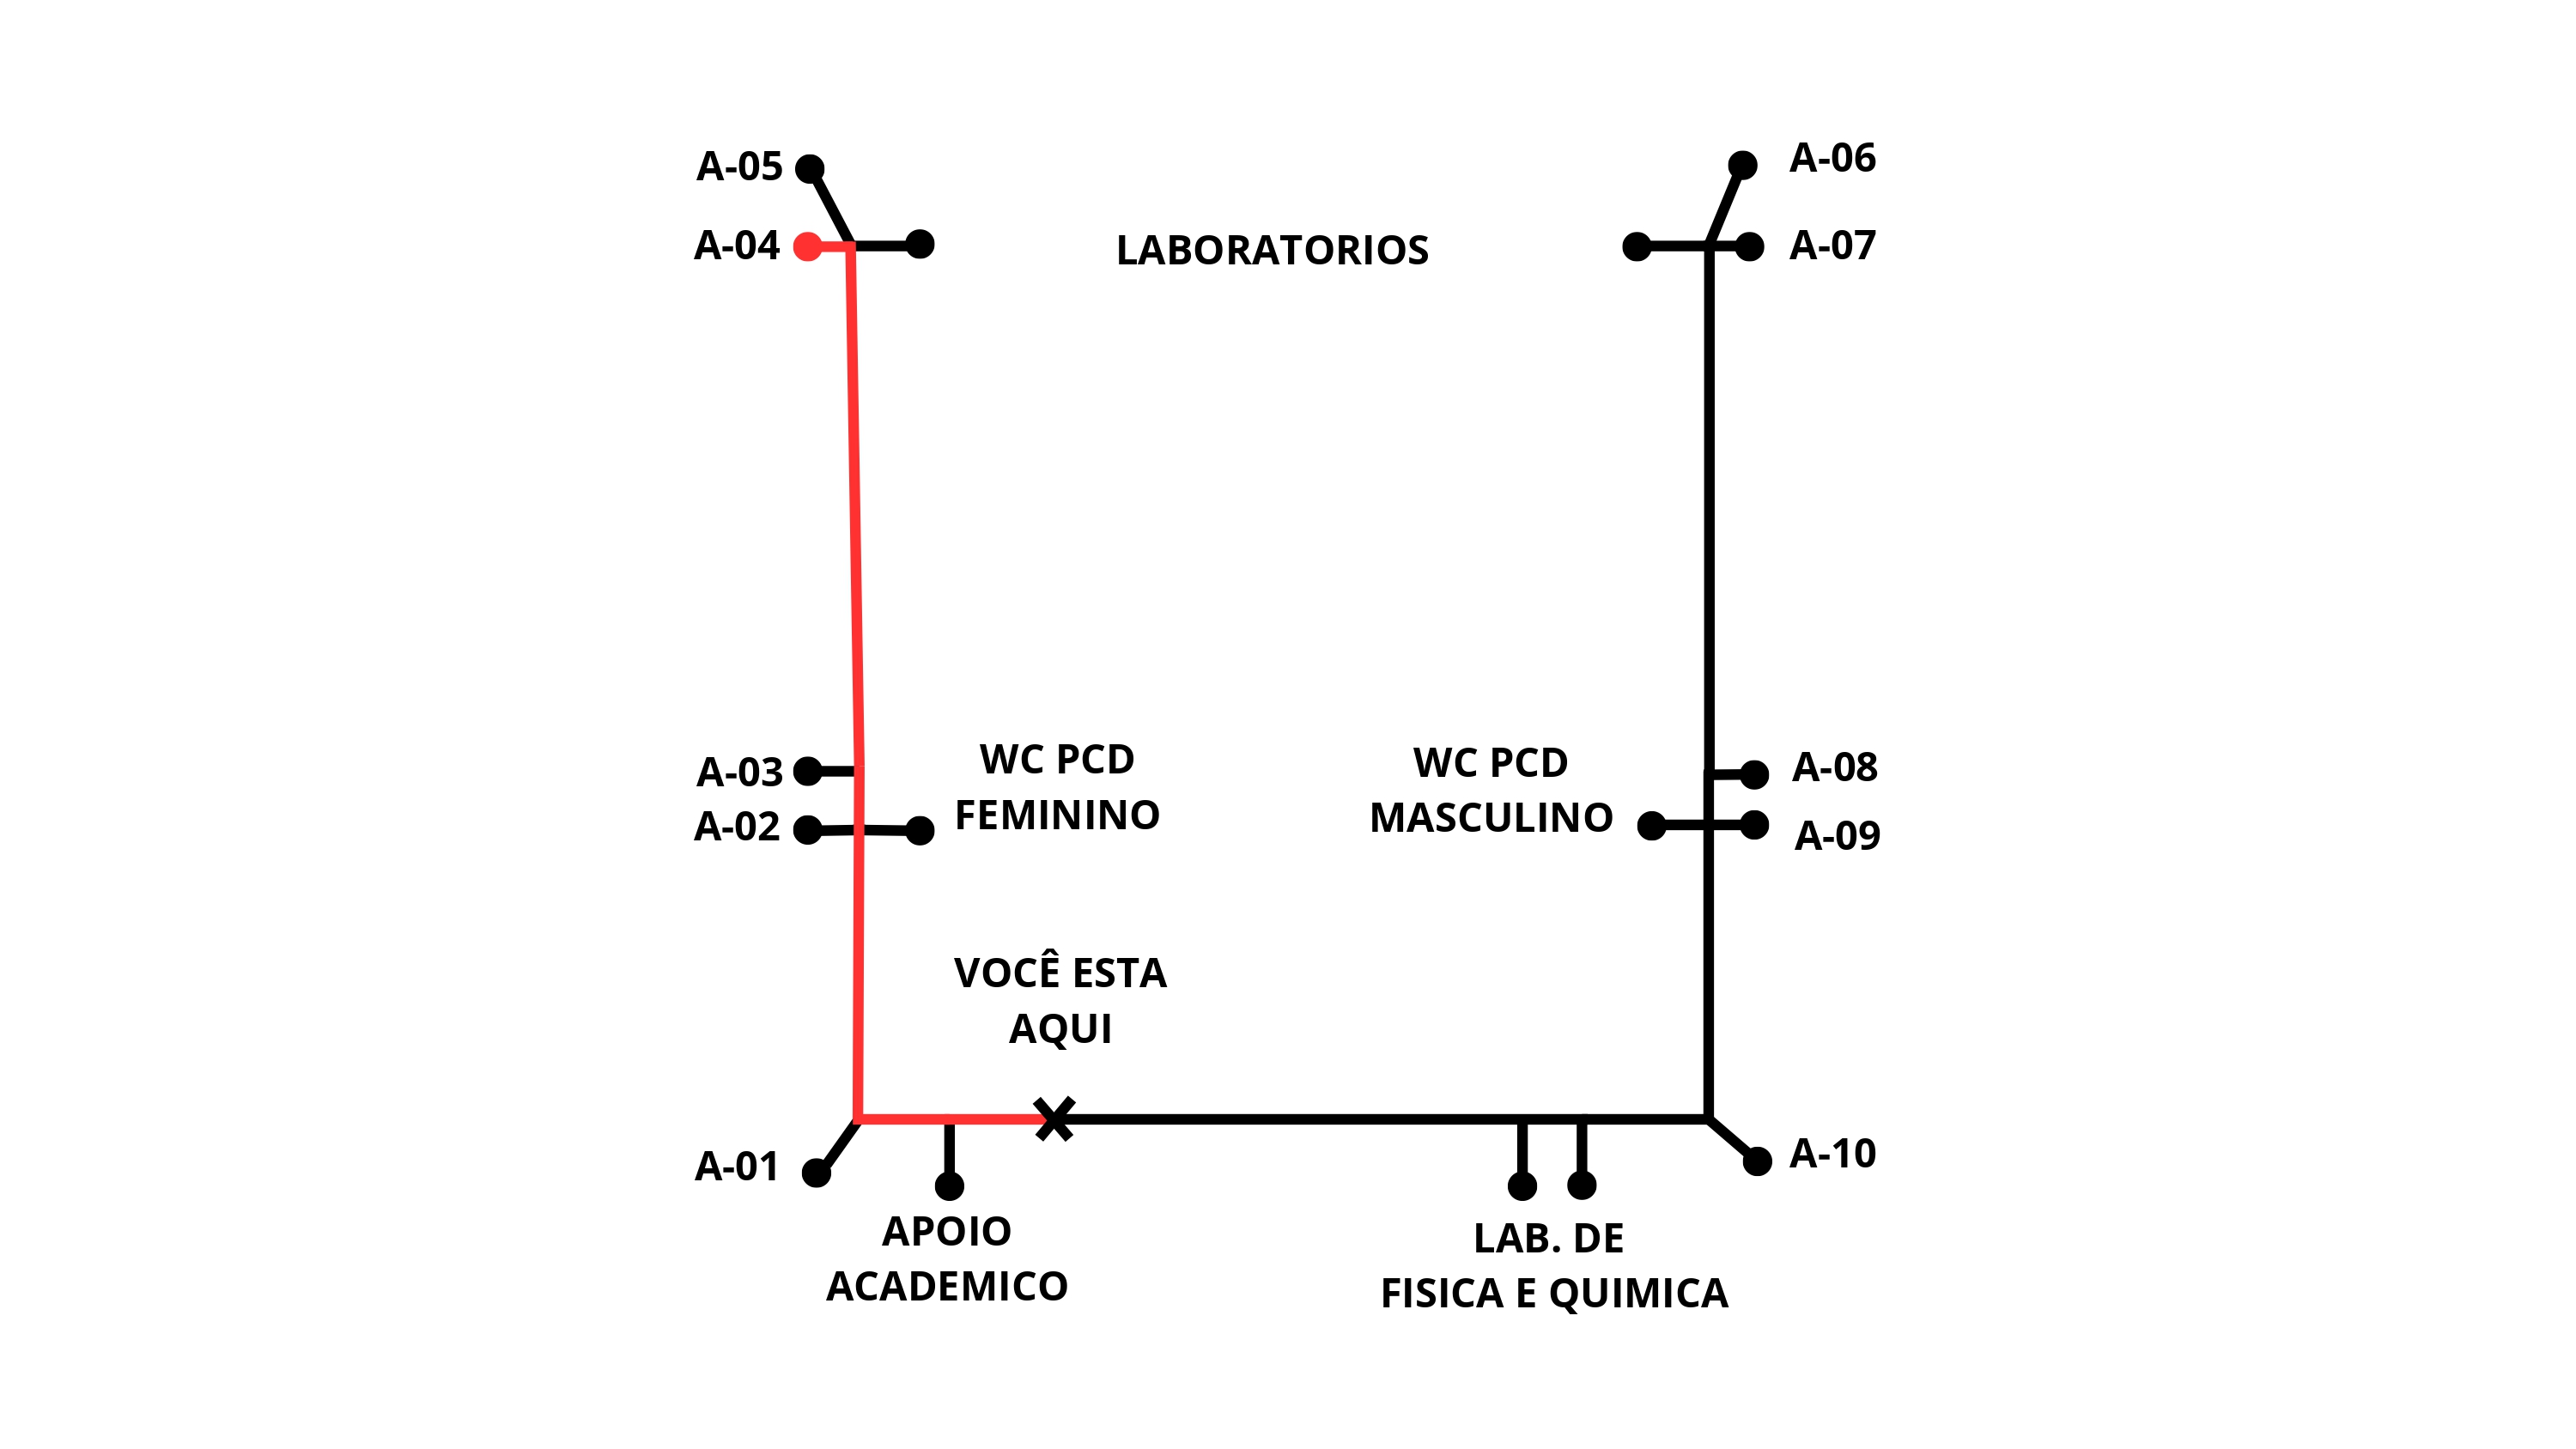 A-05
A-06
A-04
LABORATORIOS
A-07
A-03
WC PCD
FEMININO
WC PCD
MASCULINO
A-08
A-02
A-09
VOCÊ ESTA
AQUI
A-01
A-10
APOIO
ACADEMICO
LAB. DE
FISICA E QUIMICA